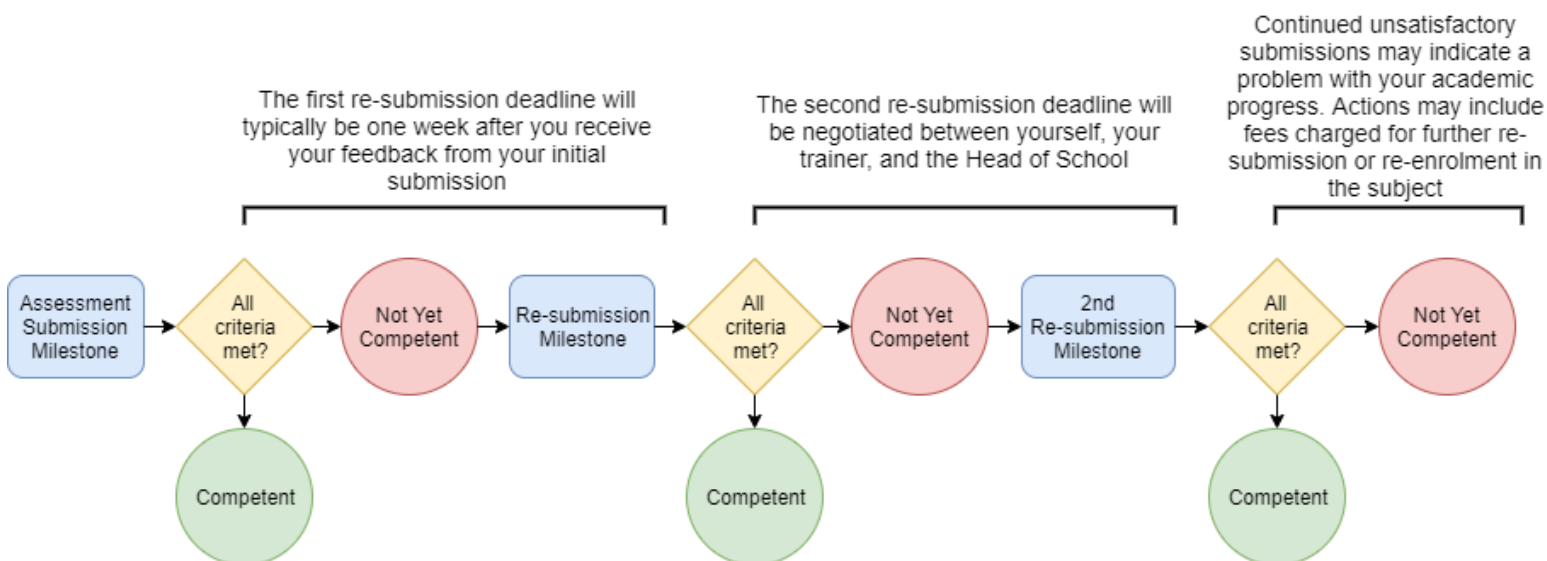 The first re-submission deadline will
typically be one week after you receive
your feedback from your initial
submission
The second re-submission deadline will
be negotiated between yourself, your
trainer, and the Head of School
Continued unsatisfactory
submissions may indicate a
problem with your academic
progress. Actions may include
fees charged for further re-
submission or re-enrolment in
the subject
Assessment
Submission
Milestone
All
criteria
met?
Not Yet
Competent
Re-submission
Milestone
All
criteria
met?
Not Yet
Competent
2nd
Re-submission
Milestone
All
criteria
met?
Not Yet
Competent
Competent
Competent
Competent